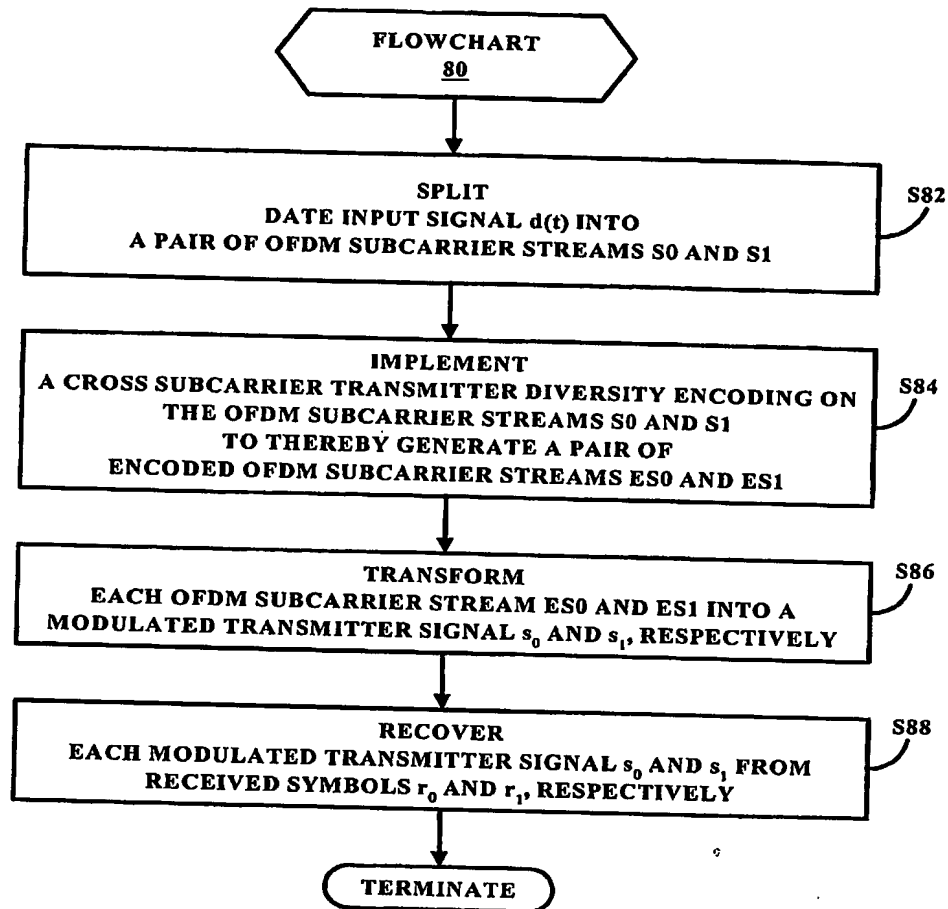 FLOWCHART
80
SPLIT
DATE INPUT SIGNAL d(t) INTO
A PAIR OF OFDM SUBCARRIER STREAMS S0 AND S1
S82
IMPLEMENT
A CROSS SUBCARRIER TRANSMITTER DIVERSITY ENCODING ON
THE OFDM SUBCARRIER STREAMS S0 AND S1
TO THEREBY GENERATE A PAIR OF
ENCODED OFDM SUBCARRIER STREAMS ES0 AND ES1
S84
TRANSFORM
EACH OFDM SUBCARRIER STREAM ES0 AND ES1 INTO A
MODULATED TRANSMITTER SIGNAL s₀ AND s₁, RESPECTIVELY
S86
RECOVER
EACH MODULATED TRANSMITTER SIGNAL s₀ AND s₁ FROM
RECEIVED SYMBOLS r₀ AND r₁, RESPECTIVELY
S88
TERMINATE